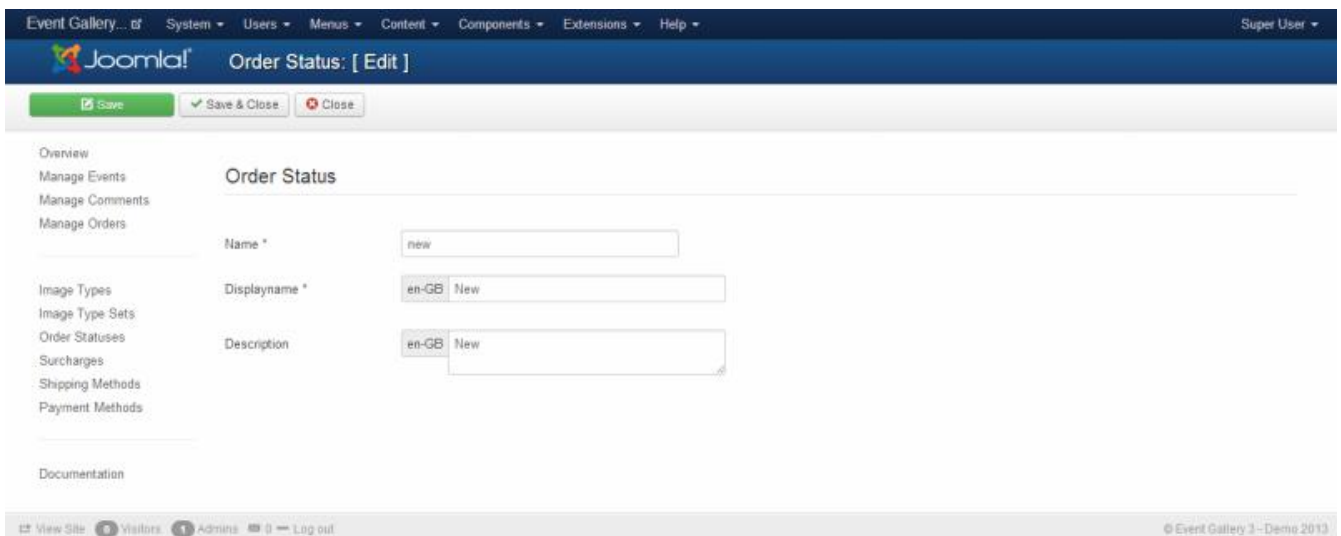 Event Gallery... System Users Menus Content Components Extensions Help Super User
Joomla! Order Status: [ Edit ]
Save Save & Close Close
Overview
Manage Events
Manage Comments
Manage Orders
Image Types
Image Type Sets
Order Statuses
Surcharges
Shipping Methods
Payment Methods
Documentation
Order Status
Name * new
Displayname * en-GB New
Description en-GB New
View Site Visitors 1 Admins 0 Log out © Event Gallery 3 - Demo 2013